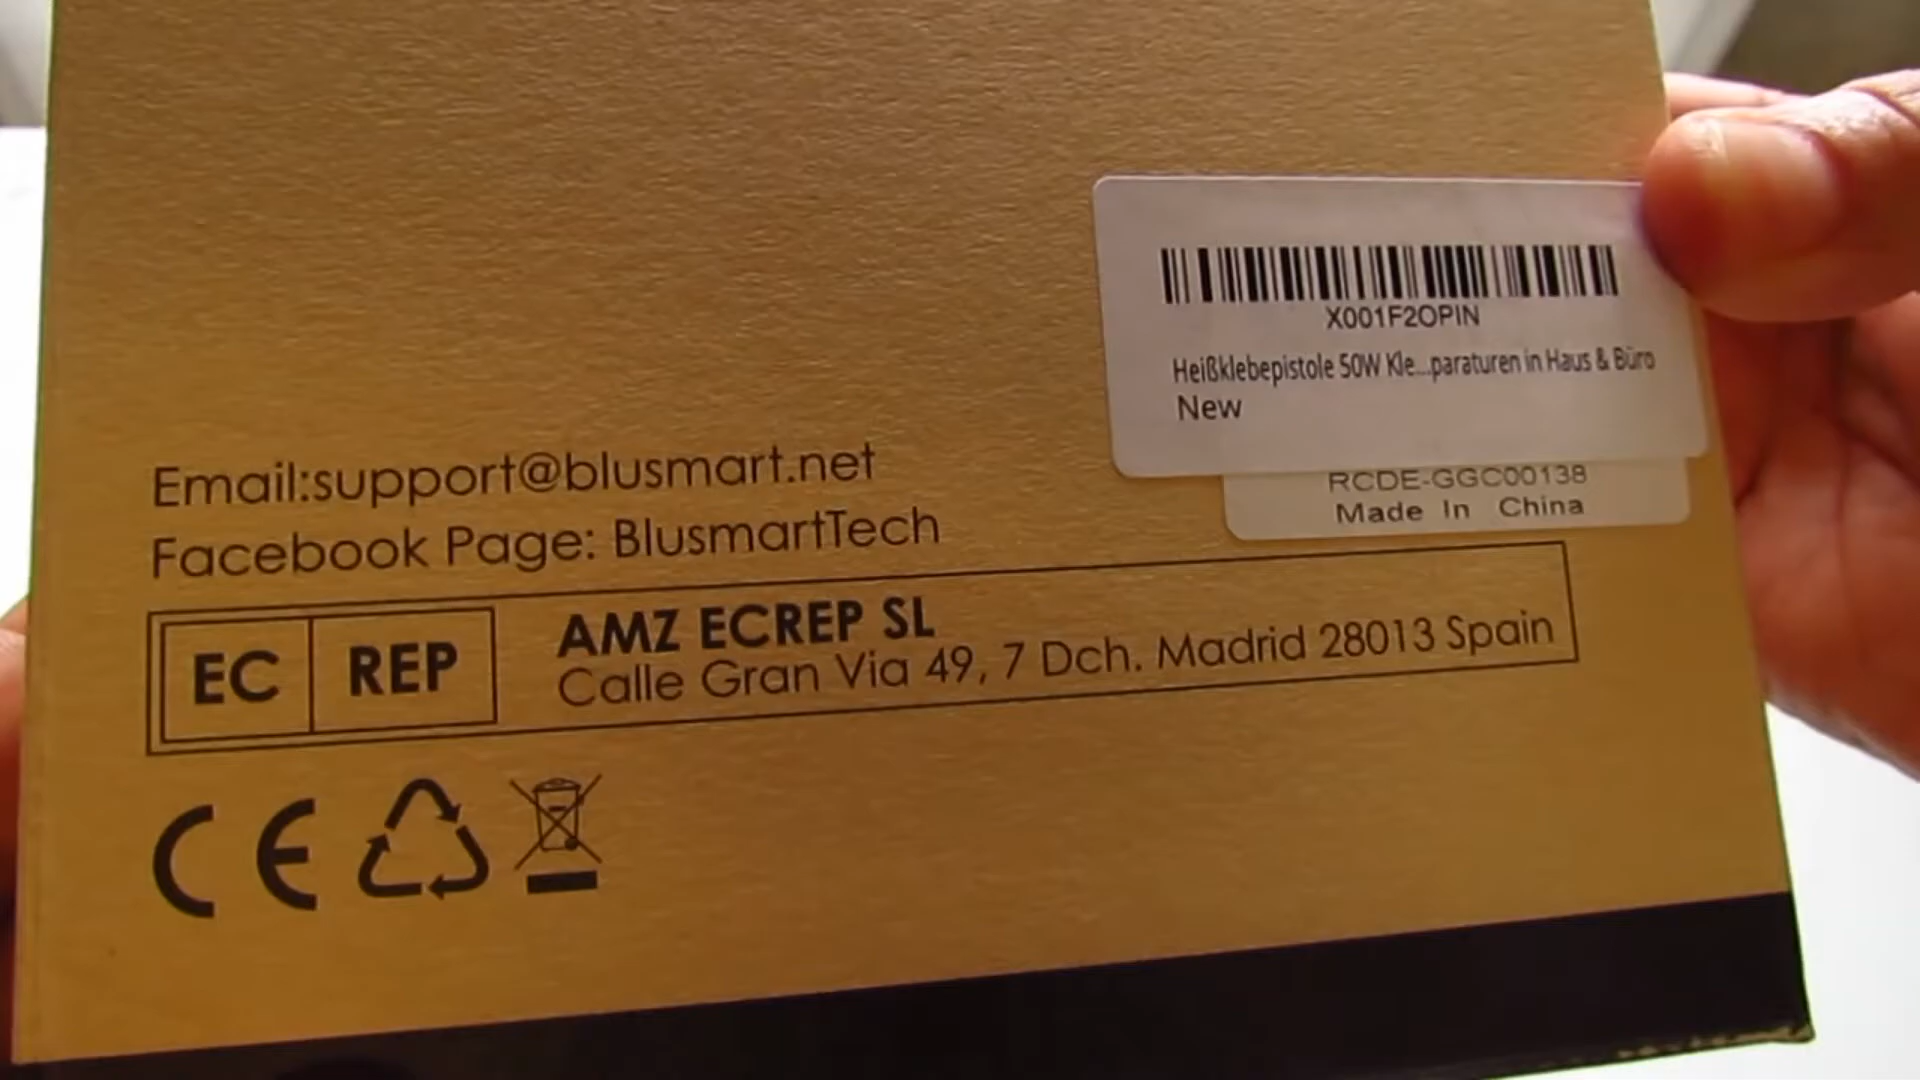 X001F2OPIN
Heißklebepistole 50W Kle...paraturen in Haus & Büro
New
RCDE-GGC00138
Made In China
Email:support@blusmart.net
Facebook Page: BlusmartTech
EC REP
AMZ ECREP SL
Calle Gran Via 49, 7 Dch. Madrid 28013 Spain
CE